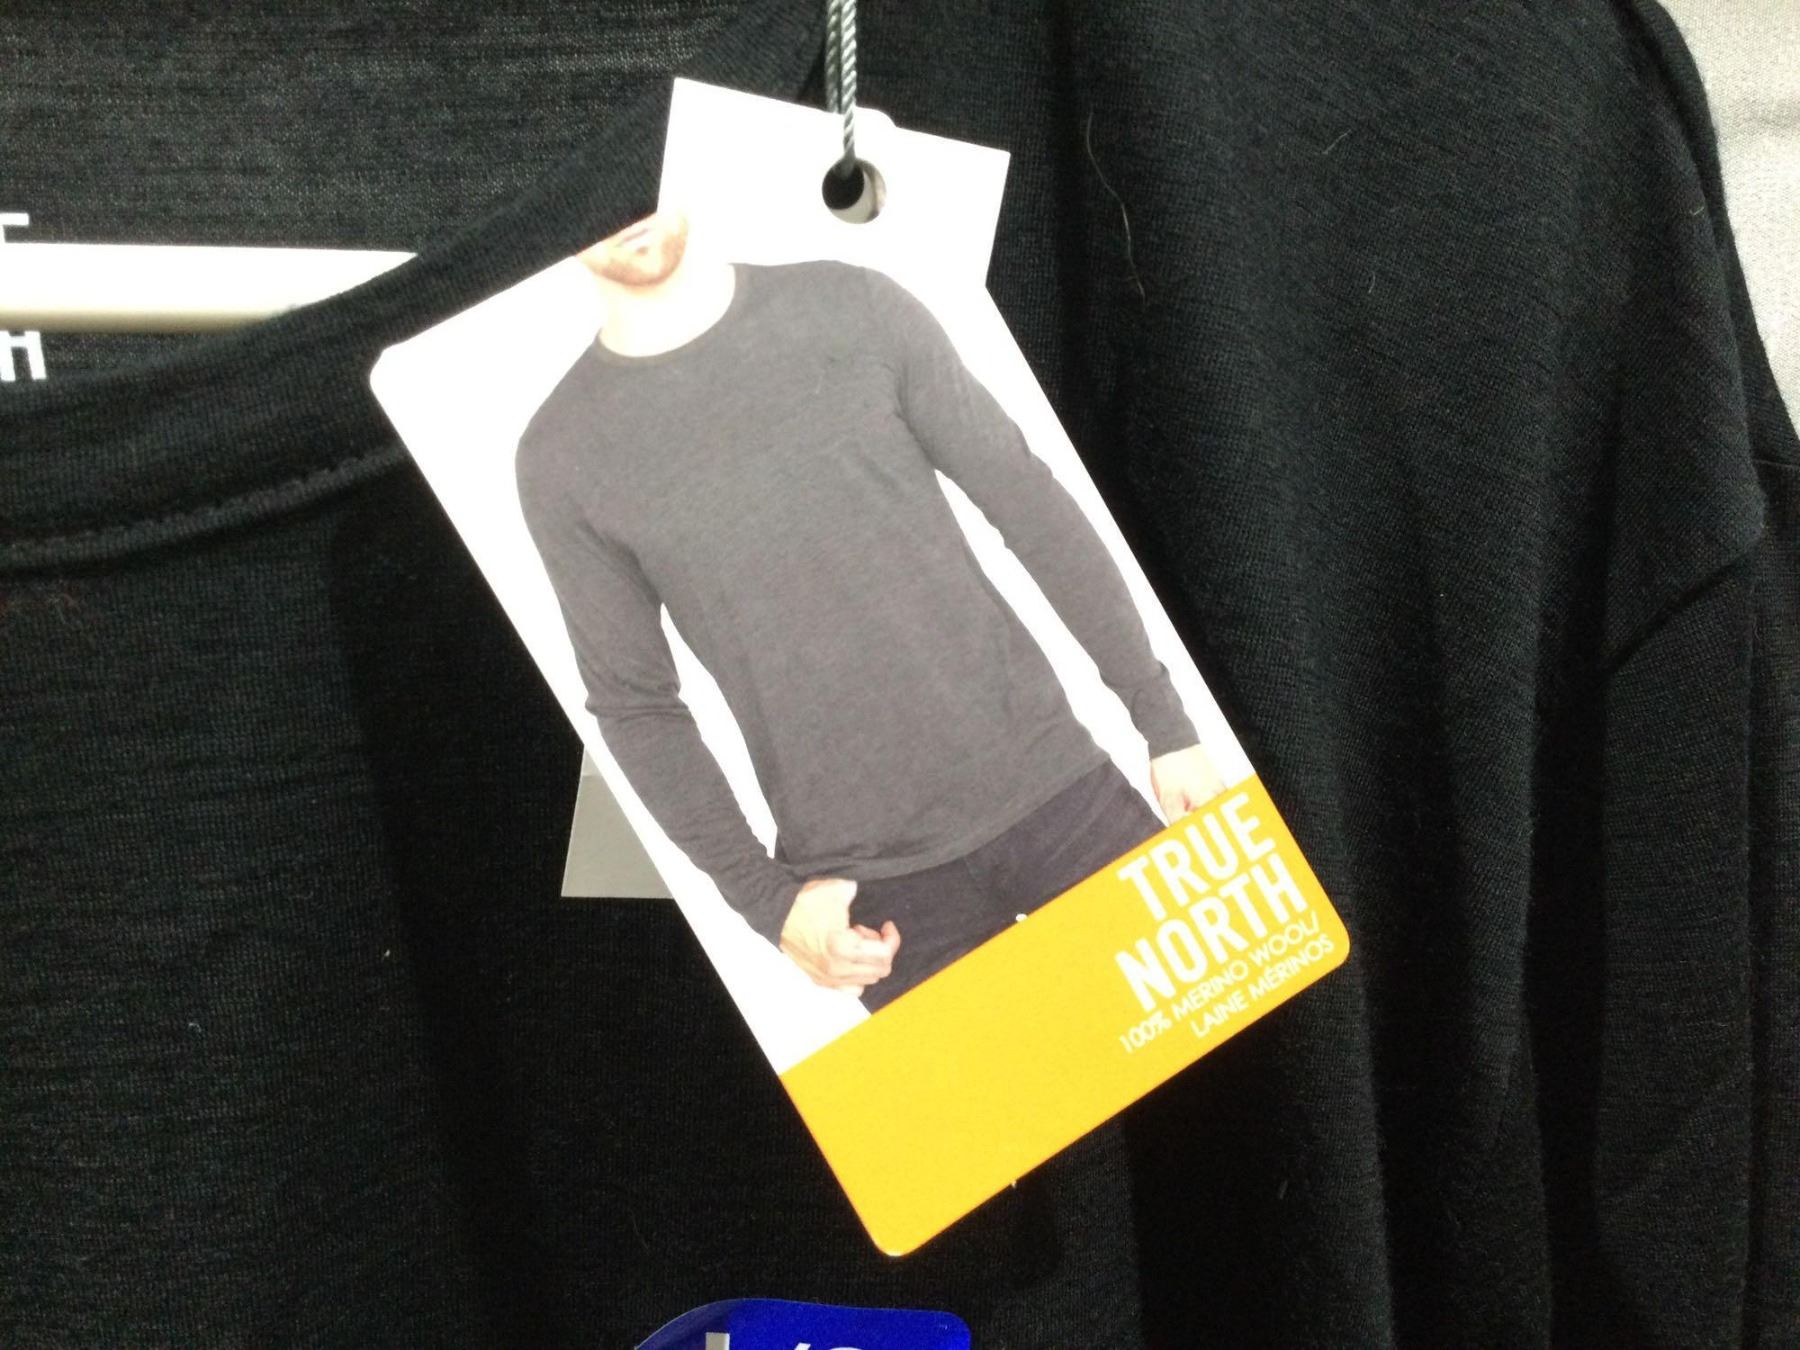 TRUE
NORTH
100% MERINO WOOL/
LAINE MÉRINOS
H